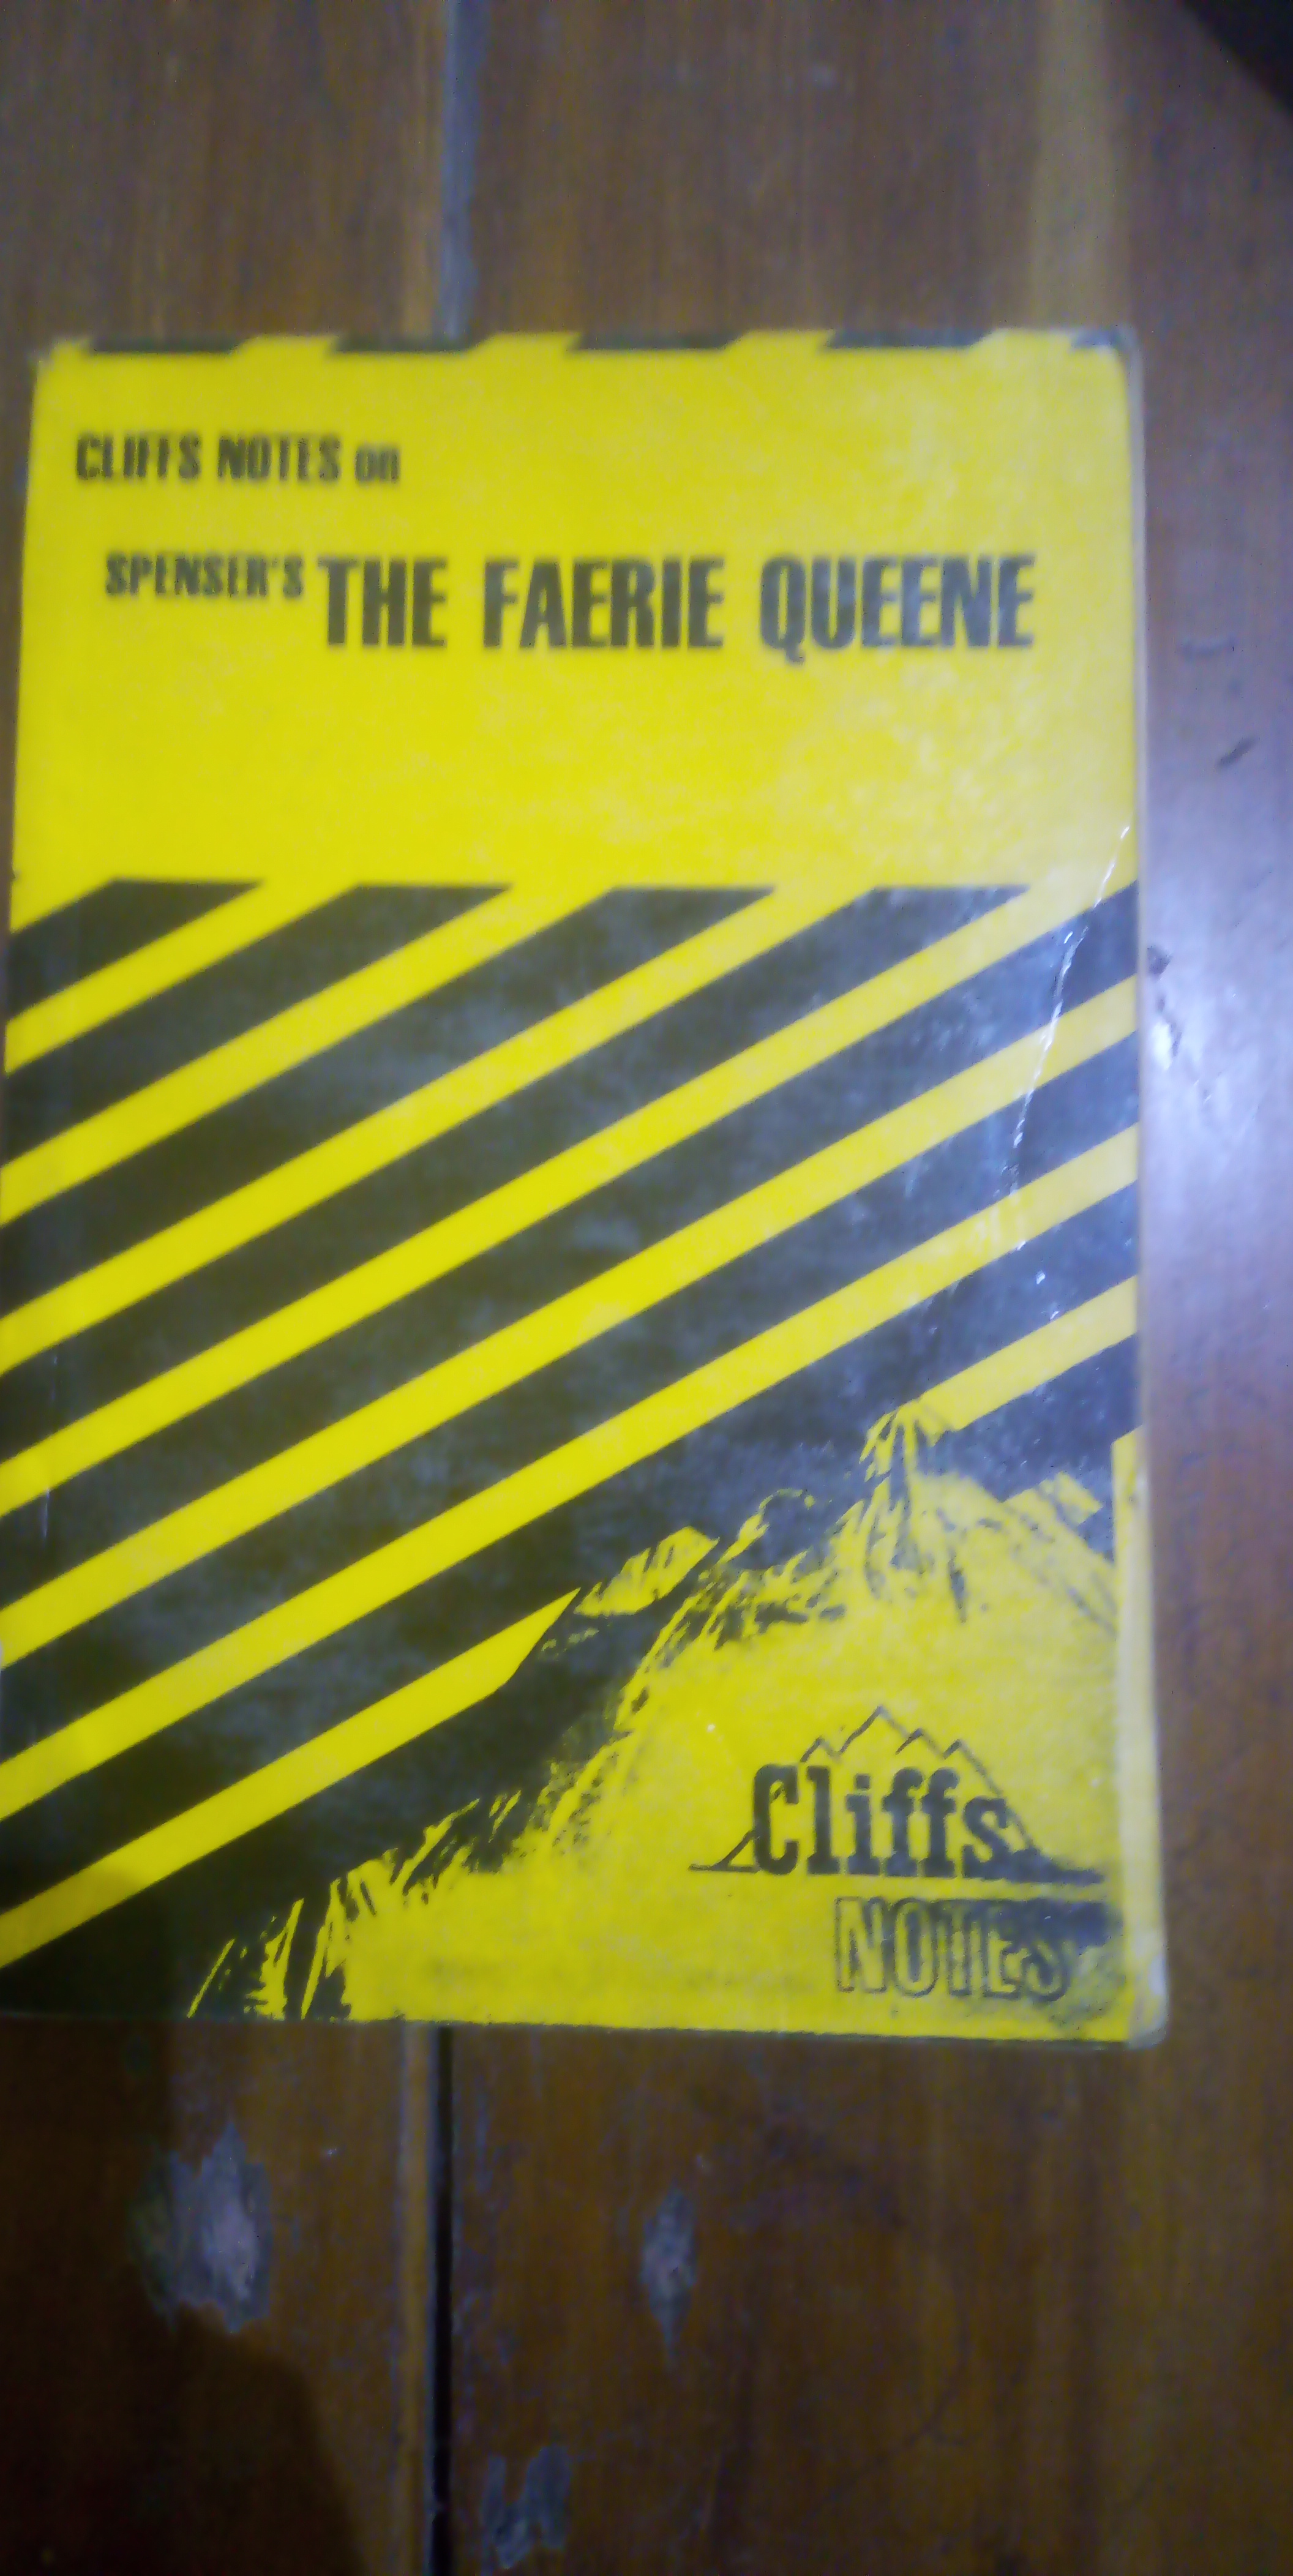 CLIFFS NOTES on
SPENSER'S THE FAERIE QUEENE
Cliffs
NOTES